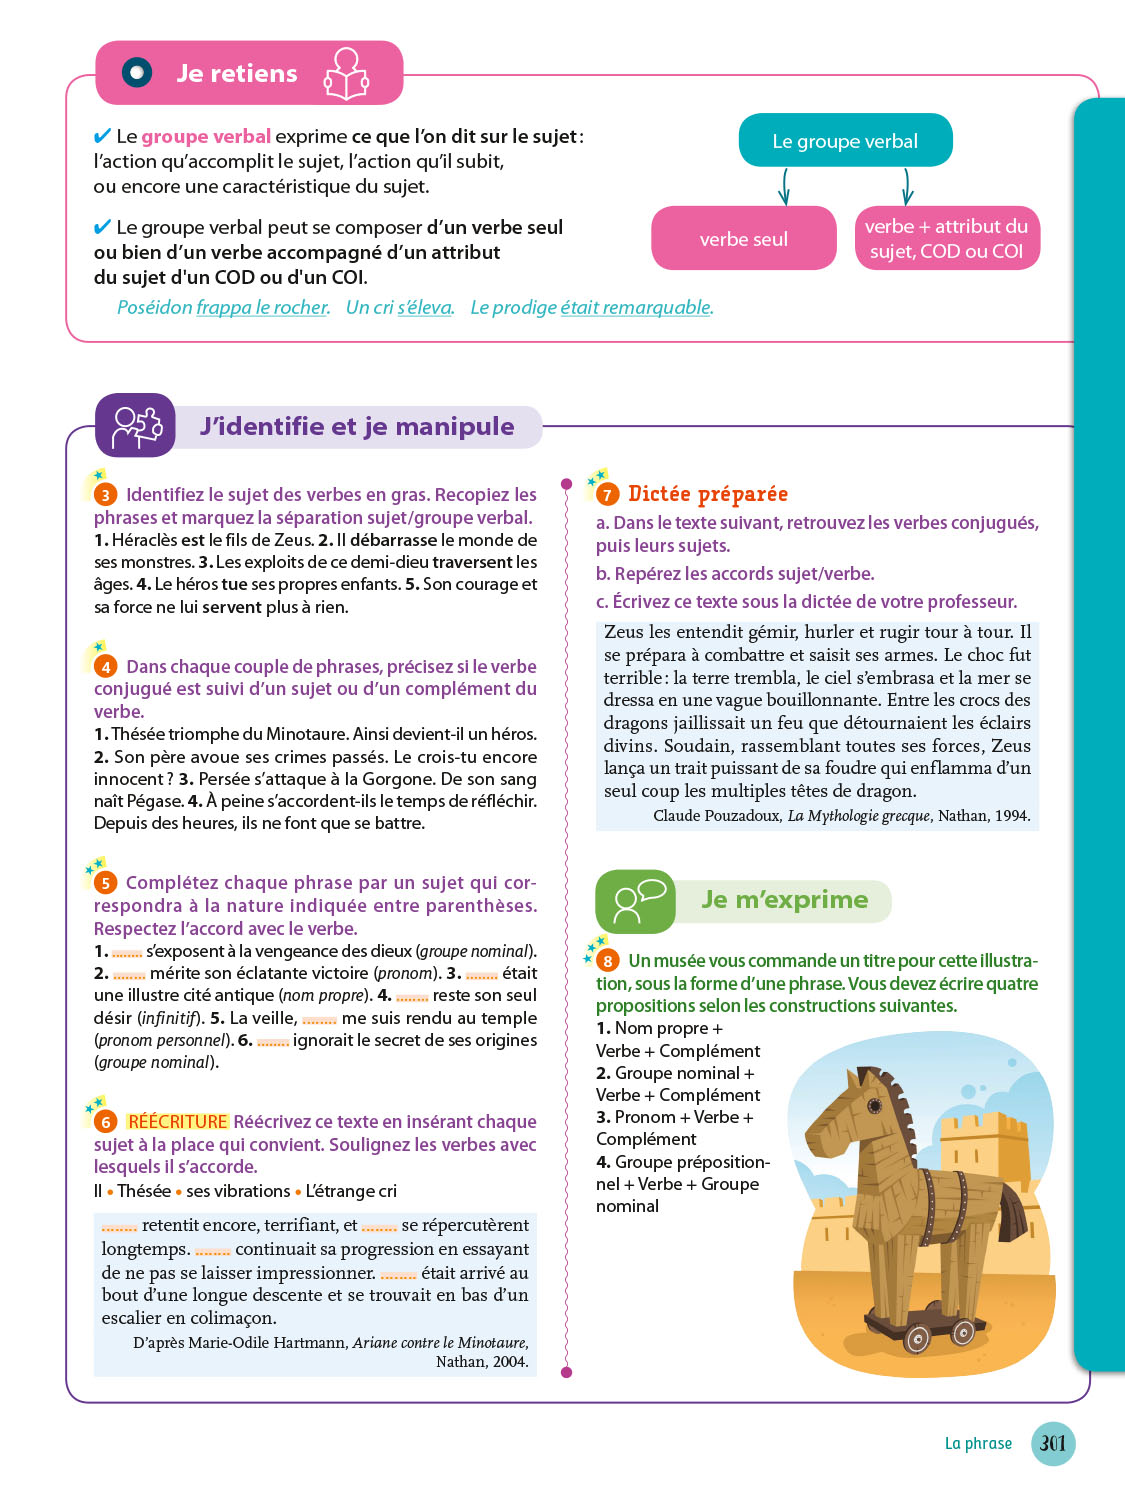 Je retiens
✔ Le groupe verbal exprime ce que l’on dit sur le sujet :
l’action qu’accomplit le sujet, l’action qu’il subit,
ou encore une caractéristique du sujet.
✔ Le groupe verbal peut se composer d’un verbe seul
ou bien d’un verbe accompagné d’un attribut
du sujet d'un COD ou d'un COI.
Poséidon frappa le rocher. Un cri s’éleva. Le prodige était remarquable.
Le groupe verbal
verbe seul
verbe + attribut du
sujet, COD ou COI
J’identifie et je manipule
3 Identifiez le sujet des verbes en gras. Recopiez les
phrases et marquez la séparation sujet/groupe verbal.
1. Héraclès est le fils de Zeus. 2. Il débarrasse le monde de
ses monstres. 3. Les exploits de ce demi-dieu traversent les
âges. 4. Le héros tue ses propres enfants. 5. Son courage et
sa force ne lui servent plus à rien.
4 Dans chaque couple de phrases, précisez si le verbe
conjugué est suivi d’un sujet ou d’un complément du
verbe.
1. Thésée triomphe du Minotaure. Ainsi devient-il un héros.
2. Son père avoue ses crimes passés. Le crois-tu encore
innocent ? 3. Persée s’attaque à la Gorgone. De son sang
naît Pégase. 4. À peine s’accordent-ils le temps de réfléchir.
Depuis des heures, ils ne font que se battre.
5 Complétez chaque phrase par un sujet qui cor-
respondra à la nature indiquée entre parenthèses.
Respectez l’accord avec le verbe.
1. ........ s’exposent à la vengeance des dieux (groupe nominal).
2. ........ mérite son éclatante victoire (pronom). 3. ........ était
une illustre cité antique (nom propre). 4. ........ reste son seul
désir (infinitif). 5. La veille, ........ me suis rendu au temple
(pronom personnel). 6. ........ ignorait le secret de ses origines
(groupe nominal).
6 RÉÉCRITURE Réécrivez ce texte en insérant chaque
sujet à la place qui convient. Soulignez les verbes avec
lesquels il s’accorde.
Il • Thésée • ses vibrations • L’étrange cri
........ retentit encore, terrifiant, et ........ se répercutèrent
longtemps. ........ continuait sa progression en essayant
de ne pas se laisser impressionner. ........ était arrivé au
bout d’une longue descente et se trouvait en bas d’un
escalier en colimaçon.
D’après Marie-Odile Hartmann, Ariane contre le Minotaure,
Nathan, 2004.
7 Dictée préparée
a. Dans le texte suivant, retrouvez les verbes conjugués,
puis leurs sujets.
b. Repérez les accords sujet/verbe.
c. Écrivez ce texte sous la dictée de votre professeur.
Zeus les entendit gémir, hurler et rugir tour à tour. Il
se prépara à combattre et saisit ses armes. Le choc fut
terrible : la terre trembla, le ciel s’embrasa et la mer se
dressa en une vague bouillonnante. Entre les crocs des
dragons jaillissait un feu que détournaient les éclairs
divins. Soudain, rassemblant toutes ses forces, Zeus
lança un trait puissant de sa foudre qui enflamma d’un
seul coup les multiples têtes de dragon.
Claude Pouzadoux, La Mythologie grecque, Nathan, 1994.
Je m’exprime
8 Un musée vous commande un titre pour cette illustra-
tion, sous la forme d’une phrase. Vous devez écrire quatre
propositions selon les constructions suivantes.
1. Nom propre +
Verbe + Complément
2. Groupe nominal +
Verbe + Complément
3. Pronom + Verbe +
Complément
4. Groupe préposition-
nel + Verbe + Groupe
nominal
La phrase 301